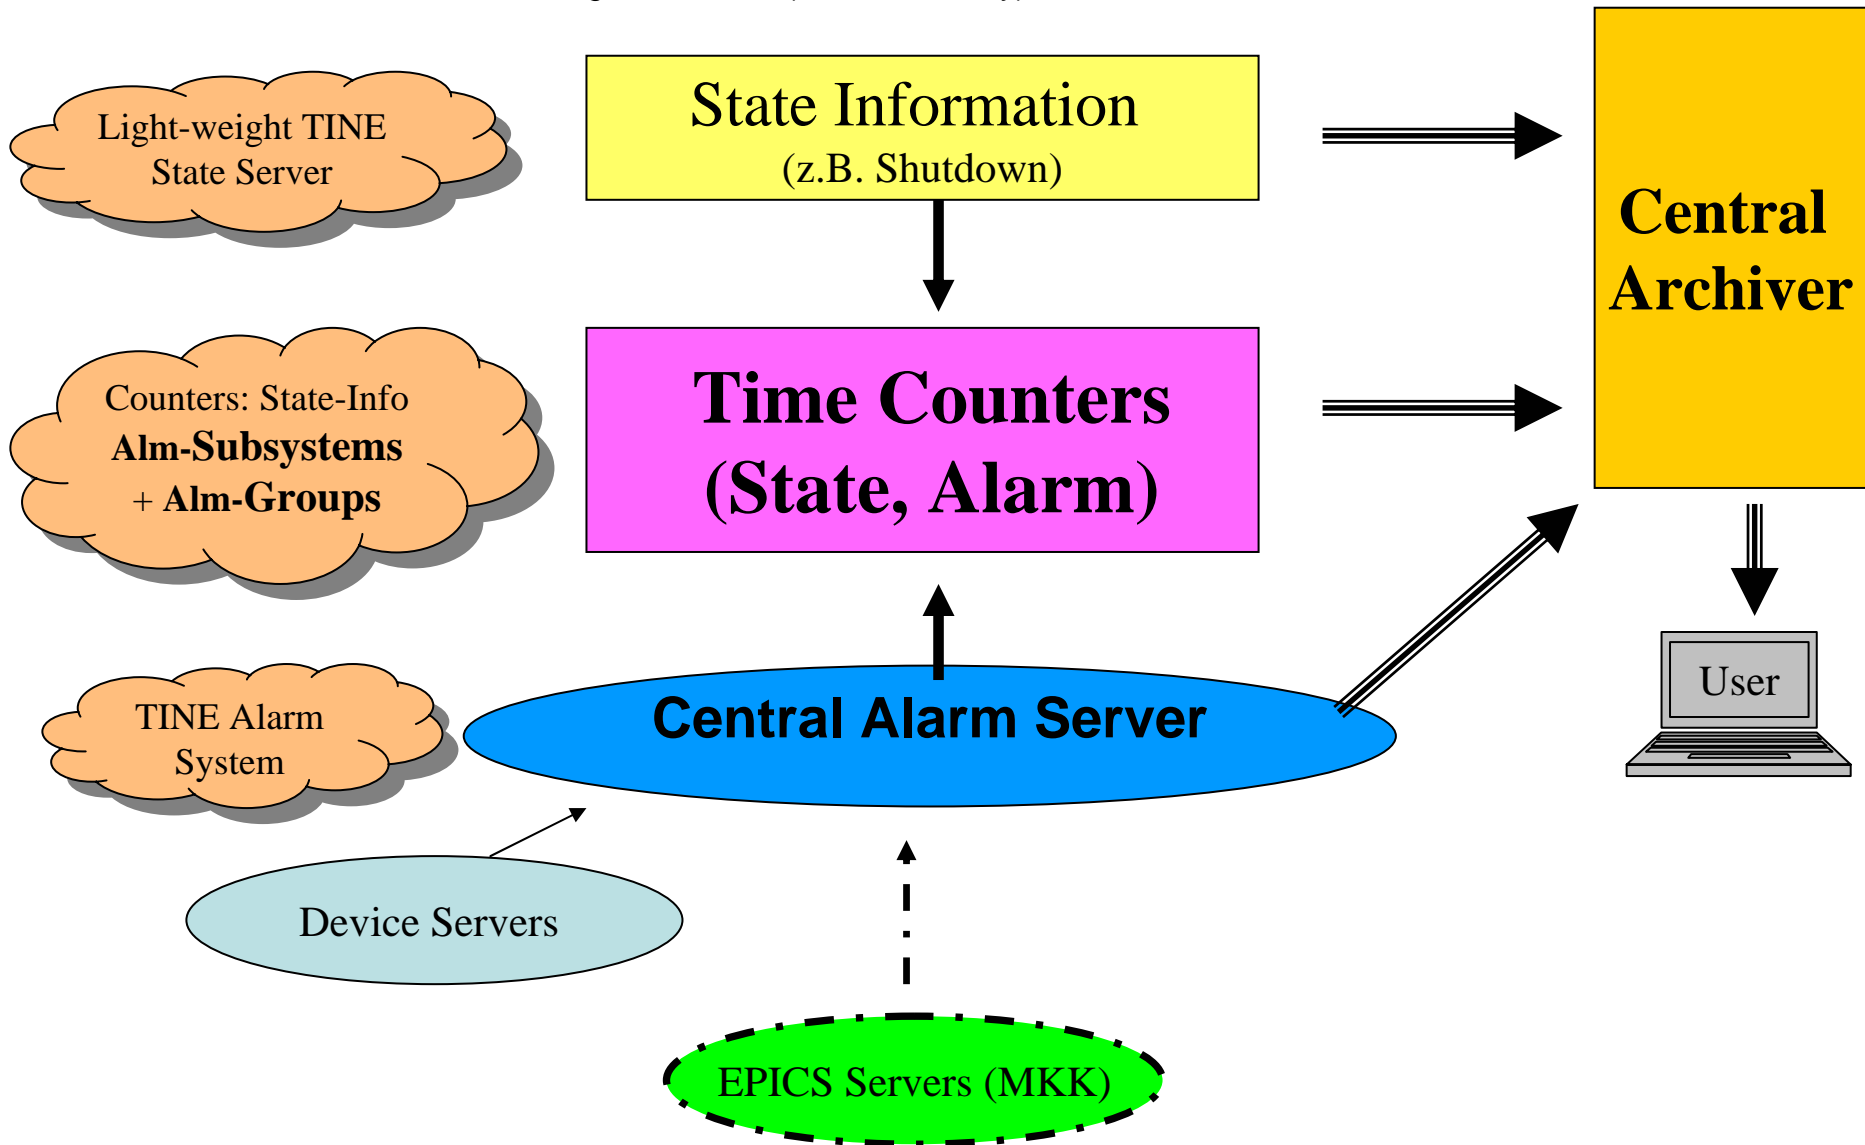 Light-weight TINE
State Server
State Information
(z.B. Shutdown)
Central
Archiver
Counters: State-Info
Alm-Subsystems
+ Alm-Groups
Time Counters
(State, Alarm)
TINE Alarm
System
Central Alarm Server
User
Device Servers
EPICS Servers (MKK)